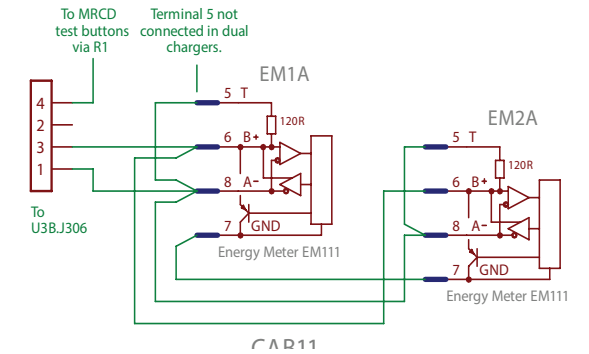 To MRCD
test buttons
via R1
Terminal 5 not
connected in dual
chargers.
EM1A
5 T
120R
6 B+
8 A-
7 GND
Energy Meter EM111
4
2
3
1
To
U3B.J306
EM2A
5 T
120R
6 B+
8 A-
7 GND
Energy Meter EM111
CAB11